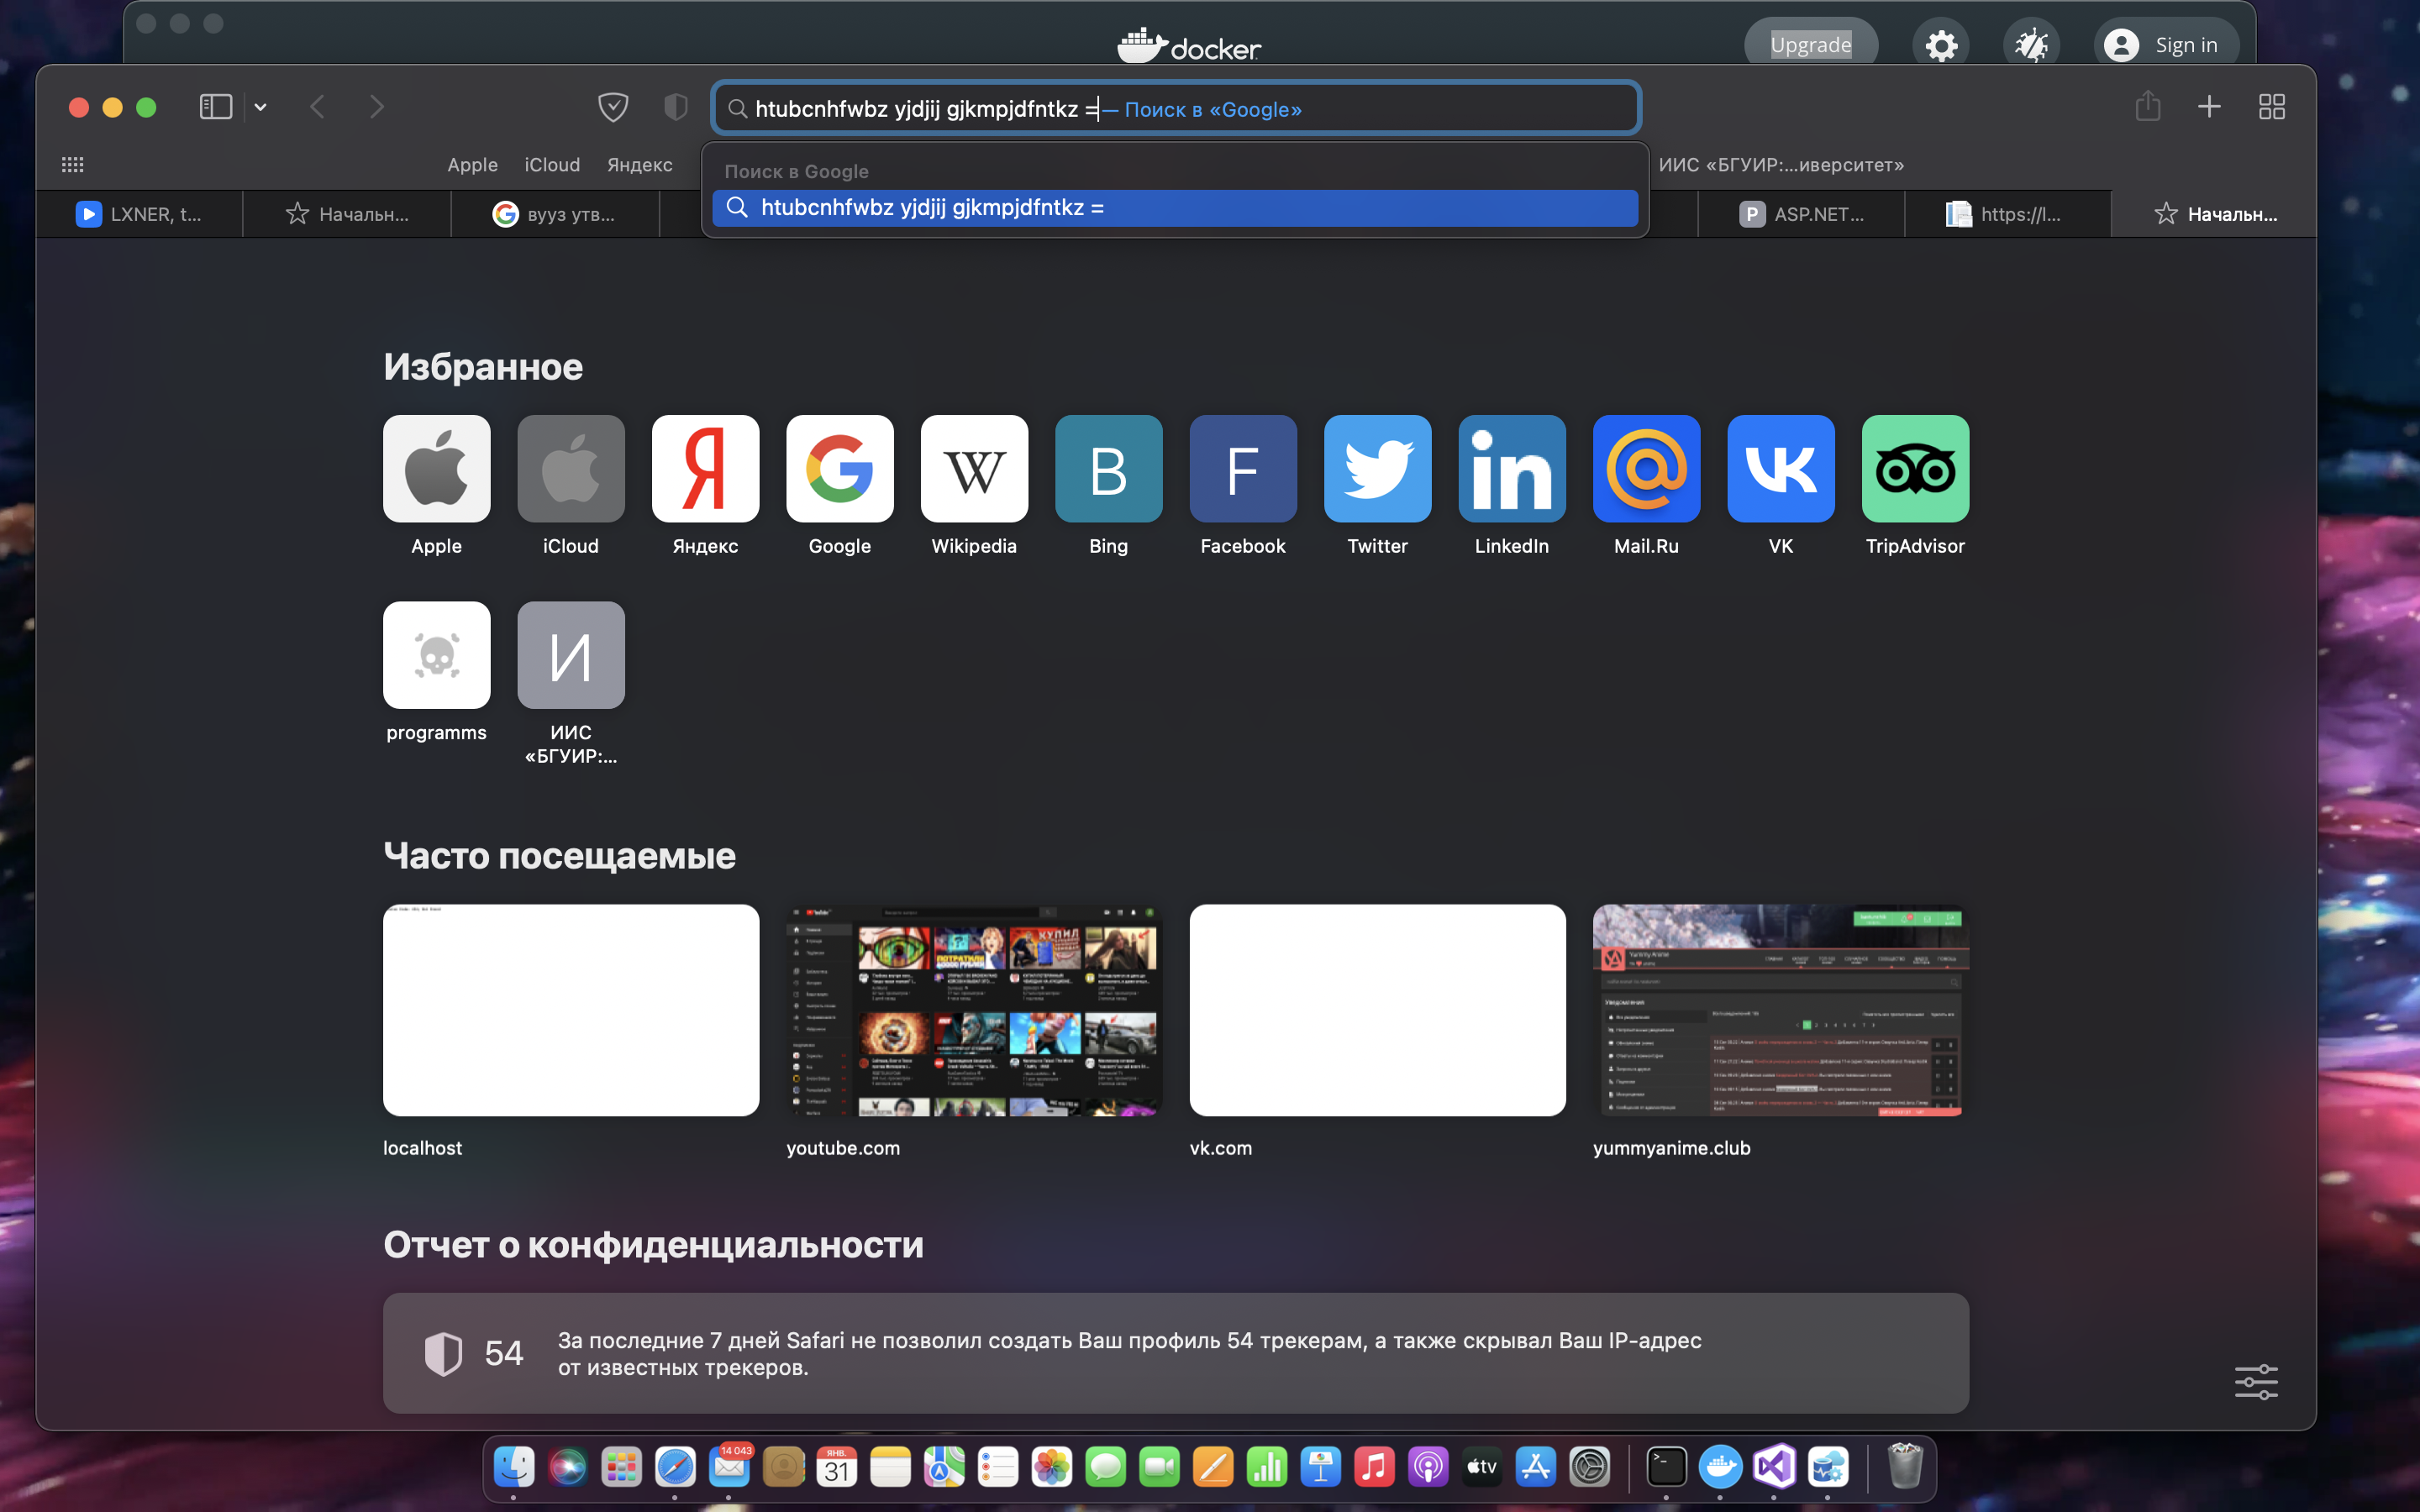 docker
Upgrade
Sign in
htubcnhfwbz yjdjij gjkmpjdfntkz = — Поиск в «Google»
Apple
iCloud
Яндекс
Поиск в Google
htubcnhfwbz yjdjij gjkmpjdfntkz =
ИИС «БГУИР:...иверситет»
LXNER, t...
Начальн...
вууз утв...
P
ASP.NET...
https://l...
Начальн...
Избранное
Я
W
B
F
in
Apple
iCloud
Яндекс
Google
Wikipedia
Bing
Facebook
Twitter
LinkedIn
Mail.Ru
VK
TripAdvisor
И
programms
ИИС
«БГУИР:...
Часто посещаемые
localhost
youtube.com
vk.com
yummyanime.club
Отчет о конфиденциальности
54
За последние 7 дней Safari не позволил создать Ваш профиль 54 трекерам, а также скрывал Ваш IP-адрес
от известных трекеров.
14 043
ЯНВ.
31
tv